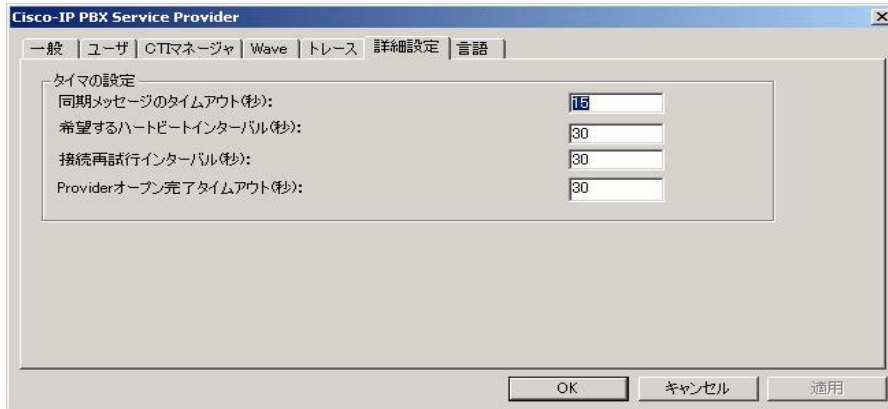 Cisco-IP PBX Service Provider
一般 ユーザ CTIマネージャ Wave トレース 詳細設定 言語
タイマの設定
同期メッセージのタイムアウト(秒): 15
希望するハートビートインターバル(秒): 30
接続再試行インターバル(秒): 30
Providerオープン完了タイムアウト(秒): 30
OK キャンセル 適用